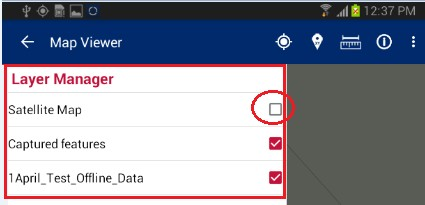 12:37 PM
Map Viewer
Layer Manager
Satellite Map
Captured features
1April_Test_Offline_Data